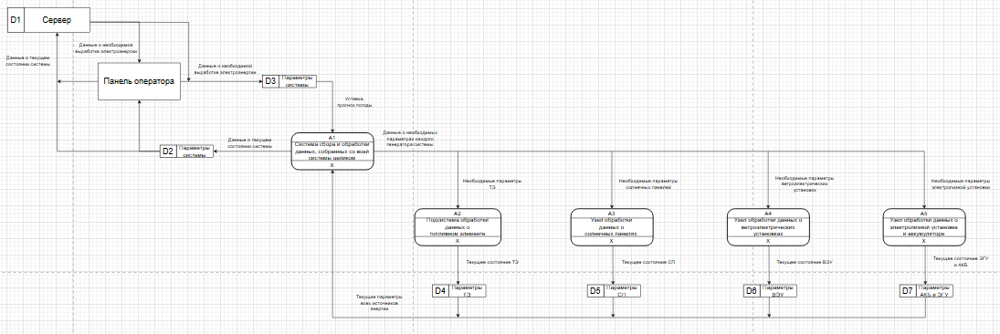 D1
Сервер
Данные о необходимой
выработке электроэнергии
Данные о текущем
состоянии системы
Панель оператора
Данные о необходимой
выработке электроэнергии
D3
Параметры
системы
Уставка,
прогноз погоды
Данные о текущем
состоянии системы
D2
Параметры
системы
A1
Система сбора и обработки
данных, собранных со всей
системы целиком
X
Данные о необходимых
параметрах каждого
генератора/системы
Необходимые параметры
ТЭ
Необходимые параметры
солнечных панелей
Необходимые параметры
ветроэлектрических
установок
Необходимые параметры
электролизной установки
A2
Подсистема обработки
данных о
топливном элементе
X
A3
Узел обработки
данных о
солнечных панелях
X
A4
Узел обработки данных о
ветроэлектрических
установках
X
A5
Узел обработки данных о
электролизной установке
и аккумуляторе
X
Текущее состояние ТЭ
Текущее состояние СП
Текущее состояние ВЭУ
Текущее состояние ЭГУ
и АКБ
D4
Параметры
ТЭ
D5
Параметры
СП
D6
Параметры
ВЭУ
D7
Параметры
АКБ и ЭГУ
Текущие параметры
всех источников
энергии